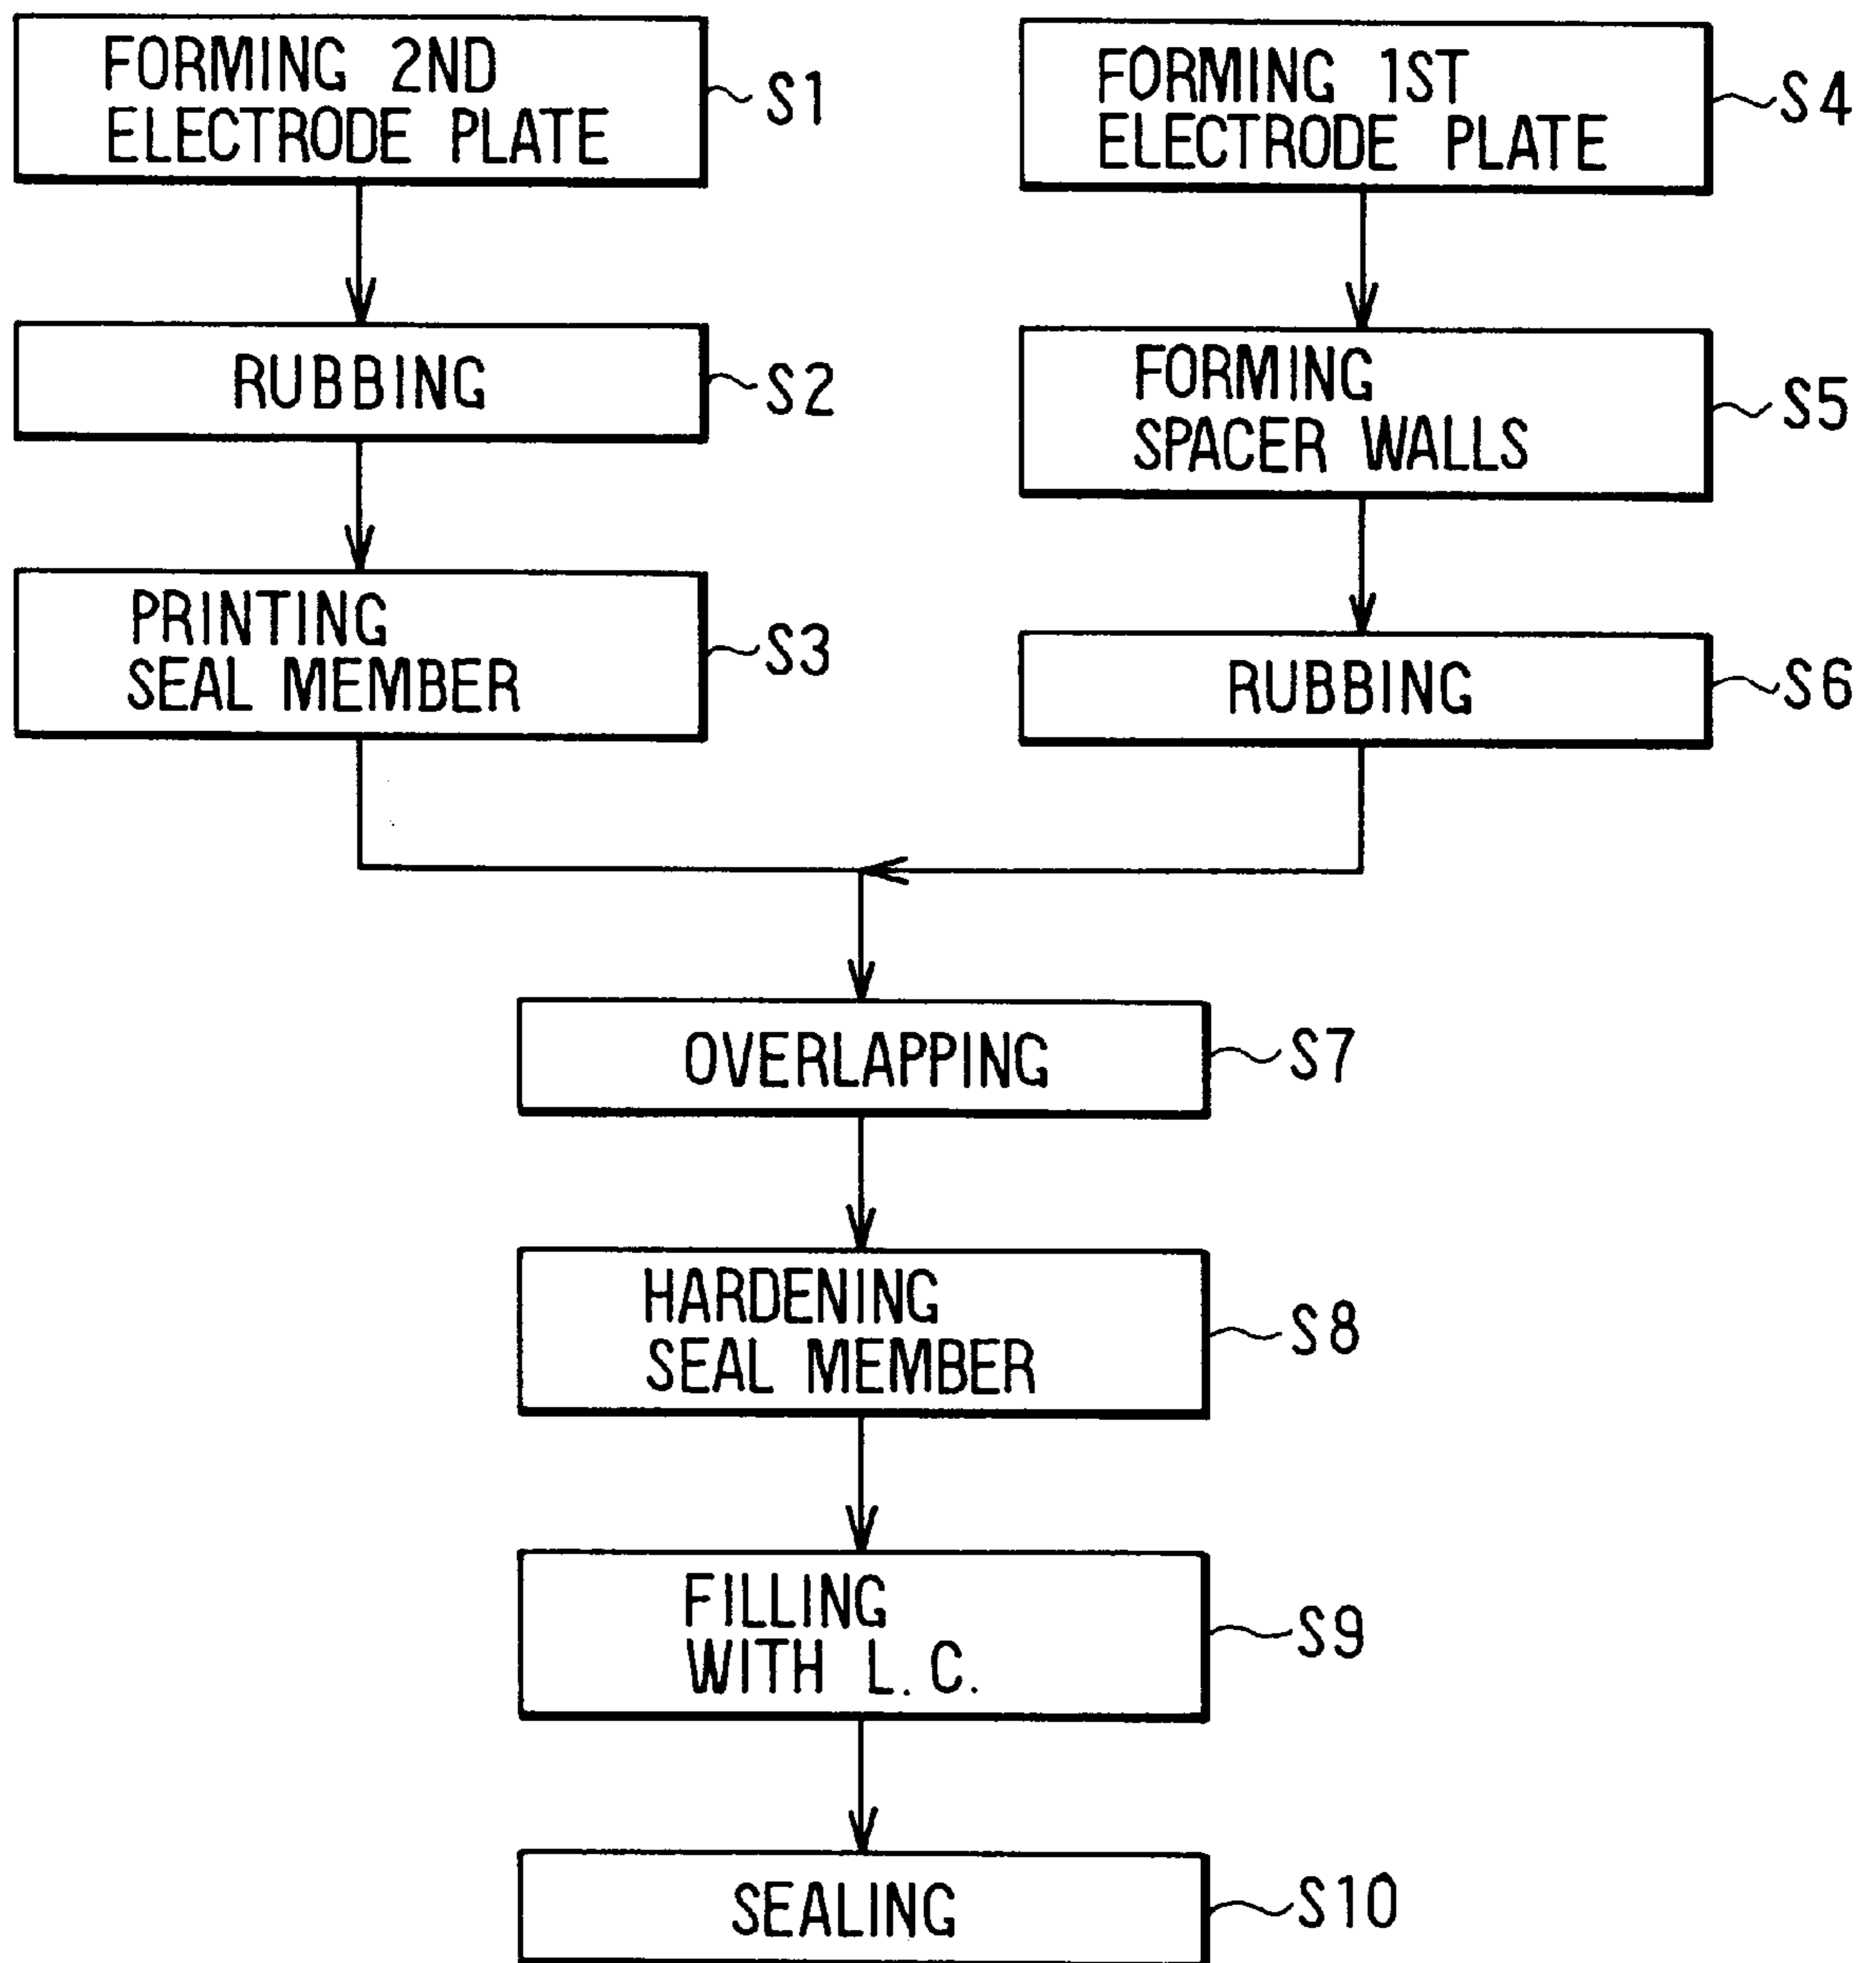 FORMING 2ND
ELECTRODE PLATE
S1
RUBBING
S2
PRINTING
SEAL MEMBER
S3
FORMING 1ST
ELECTRODE PLATE
S4
FORMING
SPACER WALLS
S5
RUBBING
S6
OVERLAPPING
S7
HARDENING
SEAL MEMBER
S8
FILLING
WITH L.C.
S9
SEALING
S10